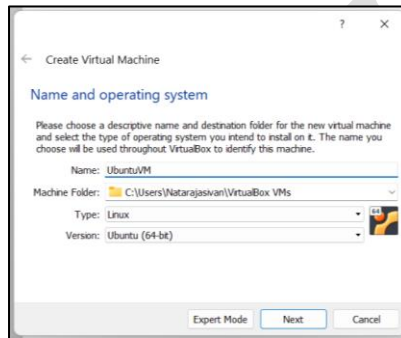 ?
Create Virtual Machine
Name and operating system
Please choose a descriptive name and destination folder for the new virtual machine
and select the type of operating system you intend to install on it. The name you
choose will be used throughout VirtualBox to identify this machine.
Name: UbuntuVM
Machine Folder: C:\Users\Natarajasivan\VirtualBox VMs
Type: Linux
64
Version: Ubuntu (64-bit)
Expert Mode Next Cancel